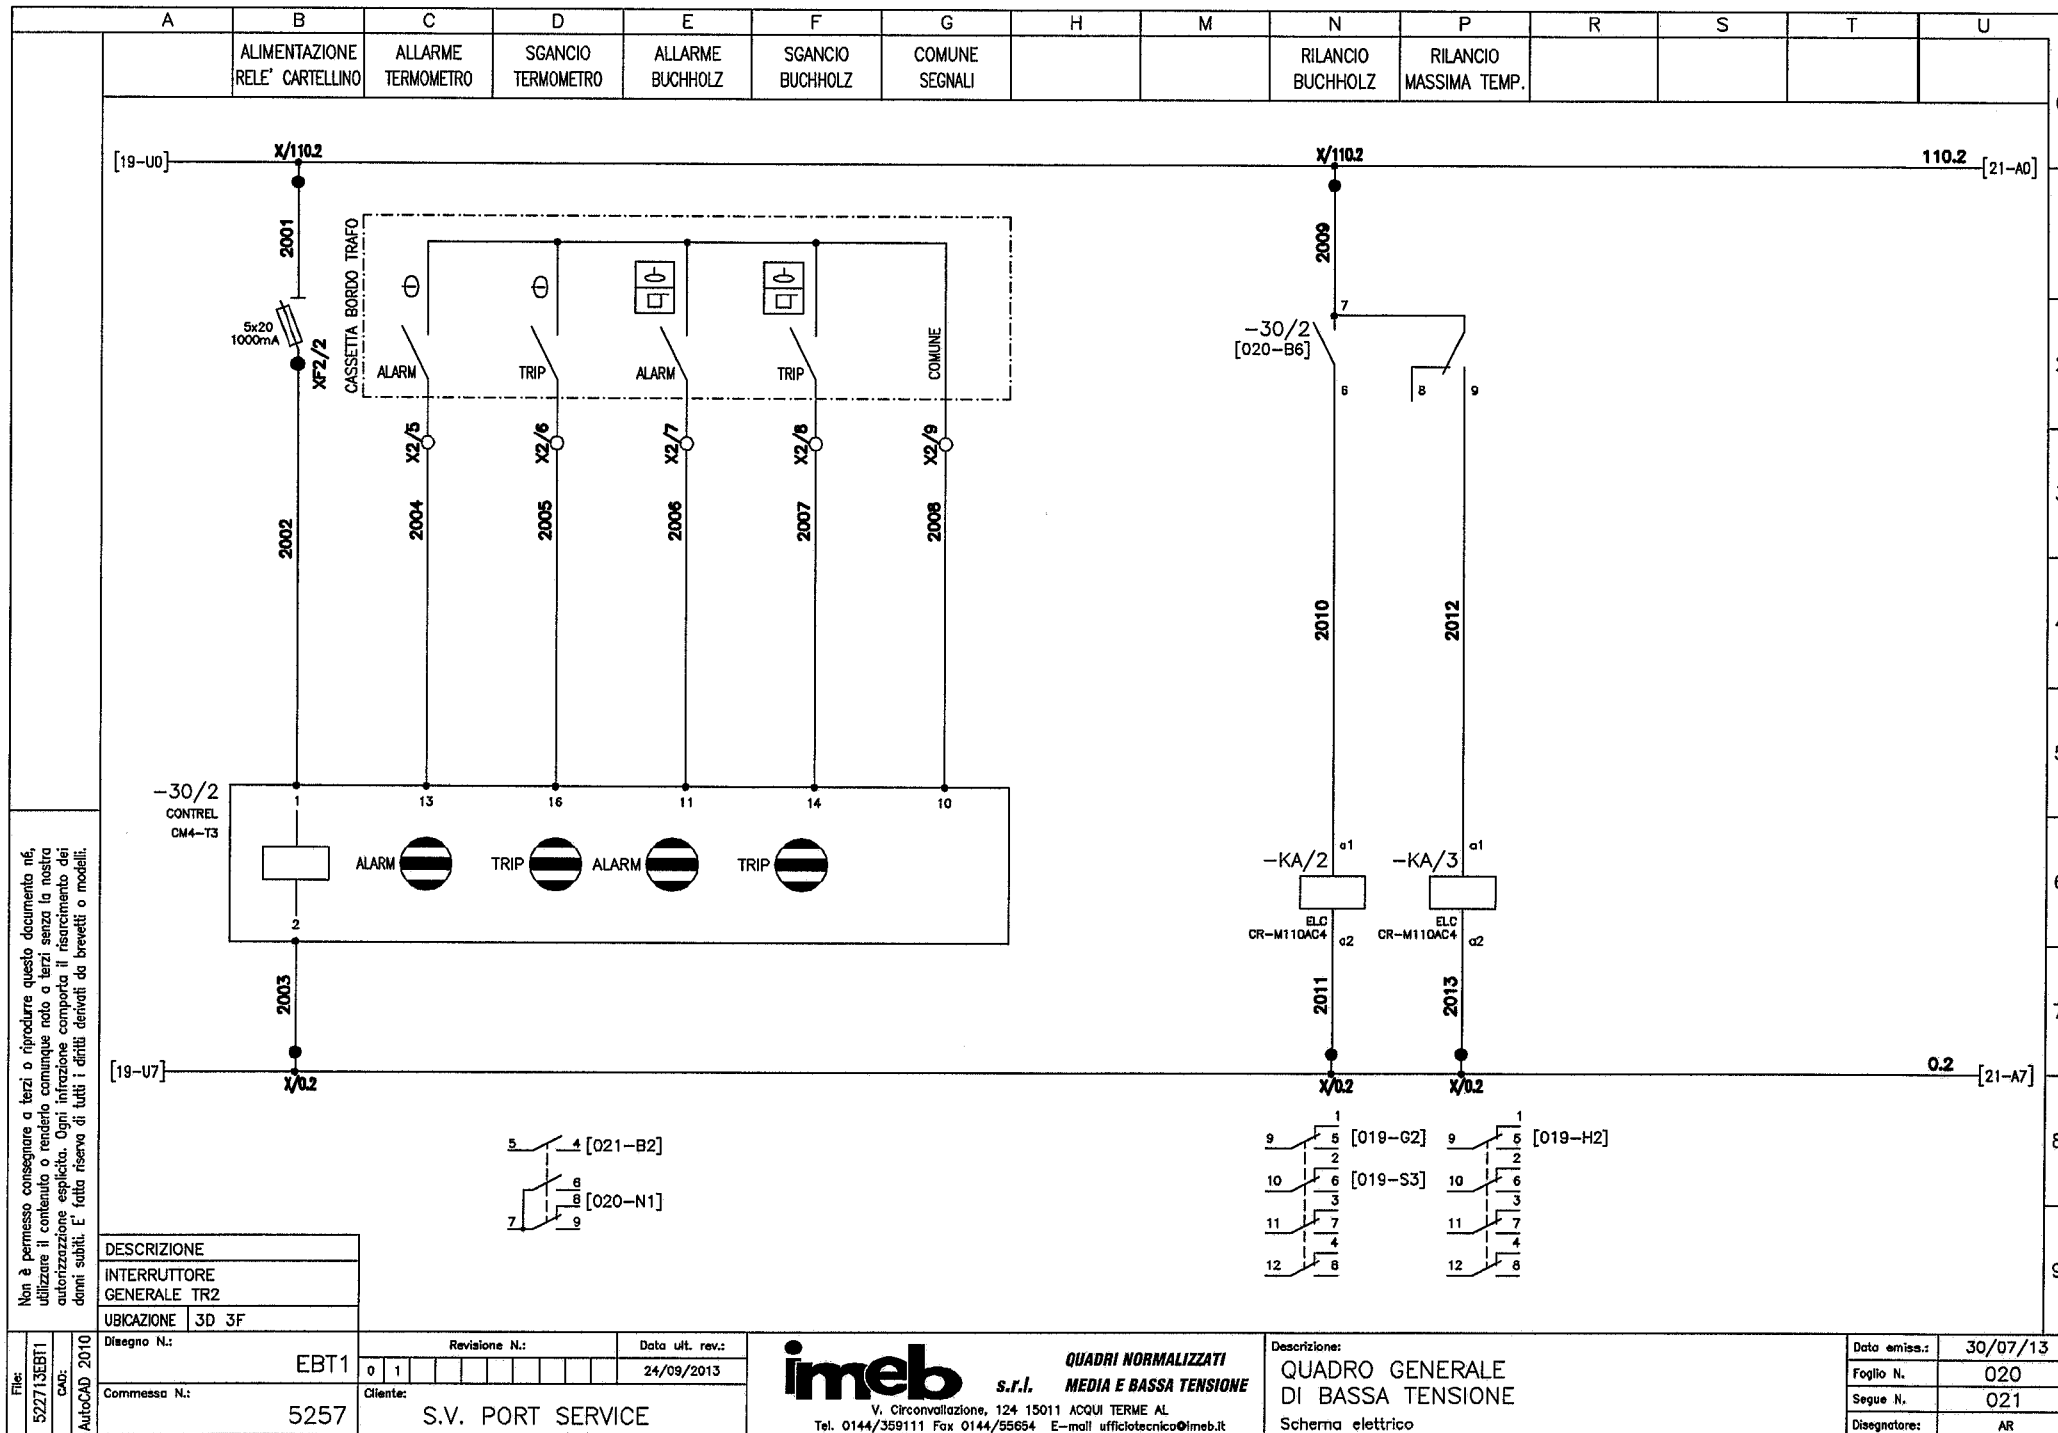 A B C D E F G H M N P R S T U
ALIMENTAZIONE
RELE' CARTELLINO
ALLARME
TERMOMETRO
SGANCIO
TERMOMETRO
ALLARME
BUCHHOLZ
SGANCIO
BUCHHOLZ
COMUNE
SEGNALI
RILANCIO
BUCHHOLZ
RILANCIO
MASSIMA TEMP.
[19-U0]
X/110.2
X/110.2
110.2
[21-A0]
2001
5x20
1000mA
XF2/2
2002
CASSETTA BORDO TRAFO
ALARM
TRIP
ALARM
TRIP
COMUNE
X2/5
X2/6
X2/7
X2/8
X2/9
2004
2005
2006
2007
2008
2009
7
-30/2
[020-B6]
6
8
9
2010
2012
-30/2
CONTREL
CM4-T3
1
13
16
11
14
10
ALARM
TRIP
ALARM
TRIP
2
2003
-KA/2
a1
ELC
CR-M110AC4
a2
-KA/3
a1
ELC
CR-M110AC4
a2
2011
2013
[19-U7]
X/0.2
X/0.2
X/0.2
0.2
[21-A7]
5 4 [021-B2]
6
8 [020-N1]
7 9
1
9 5 [019-G2]
2
10 6 [019-S3]
3
11 7
4
12 8
1
9 5 [019-H2]
2
10 6
3
11 7
4
12 8
Non è permesso consegnare a terzi o riprodurre questo documento né,
utilizzare il contenuto o renderlo comunque noto a terzi senza la nostra
autorizzazione esplicita. Ogni infrazione comporta il risarcimento dei
danni subiti. E' fatta riserva di tutti i diritti derivati da brevetti o modelli.
DESCRIZIONE
INTERRUTTORE
GENERALE TR2
UBICAZIONE 3D 3F
File:
522713EBT1
CAD:
AutoCAD 2010
Disegno N.:
EBT1
Commessa N.:
5257
Revisione N.:
0 1
Data ult. rev.:
24/09/2013
Cliente:
S.V. PORT SERVICE
imeb s.r.l.
QUADRI NORMALIZZATI
MEDIA E BASSA TENSIONE
V. Circonvallazione, 124 15011 ACQUI TERME AL
Tel. 0144/359111 Fax 0144/55654 E-mail ufficiotecnico@imeb.it
Descrizione:
QUADRO GENERALE
DI BASSA TENSIONE
Schema elettrico
Data emiss.: 30/07/13
Foglio N. 020
Segue N. 021
Disegnatore: AR